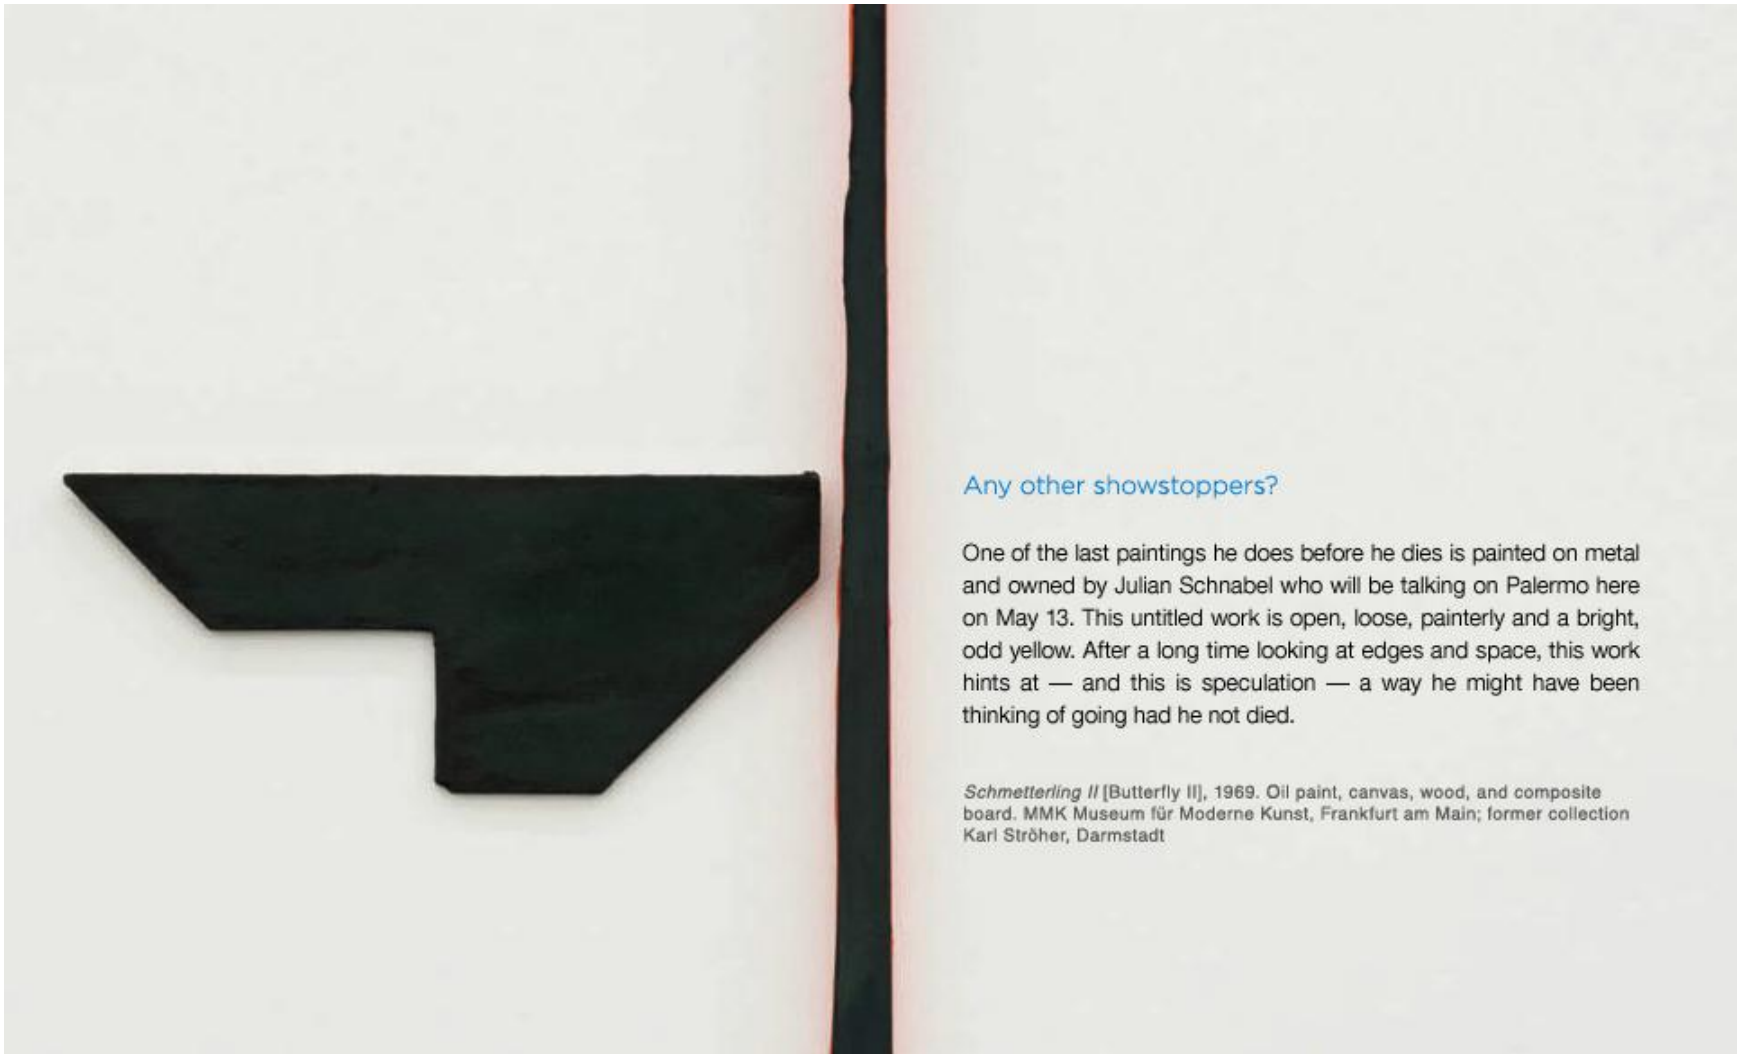 Any other showstoppers?
One of the last paintings he does before he dies is painted on metal
and owned by Julian Schnabel who will be talking on Palermo here
on May 13. This untitled work is open, loose, painterly and a bright,
odd yellow. After a long time looking at edges and space, this work
hints at — and this is speculation — a way he might have been
thinking of going had he not died.
Schmetterling II [Butterfly II], 1969. Oil paint, canvas, wood, and composite
board. MMK Museum für Moderne Kunst, Frankfurt am Main; former collection
Karl Ströher, Darmstadt